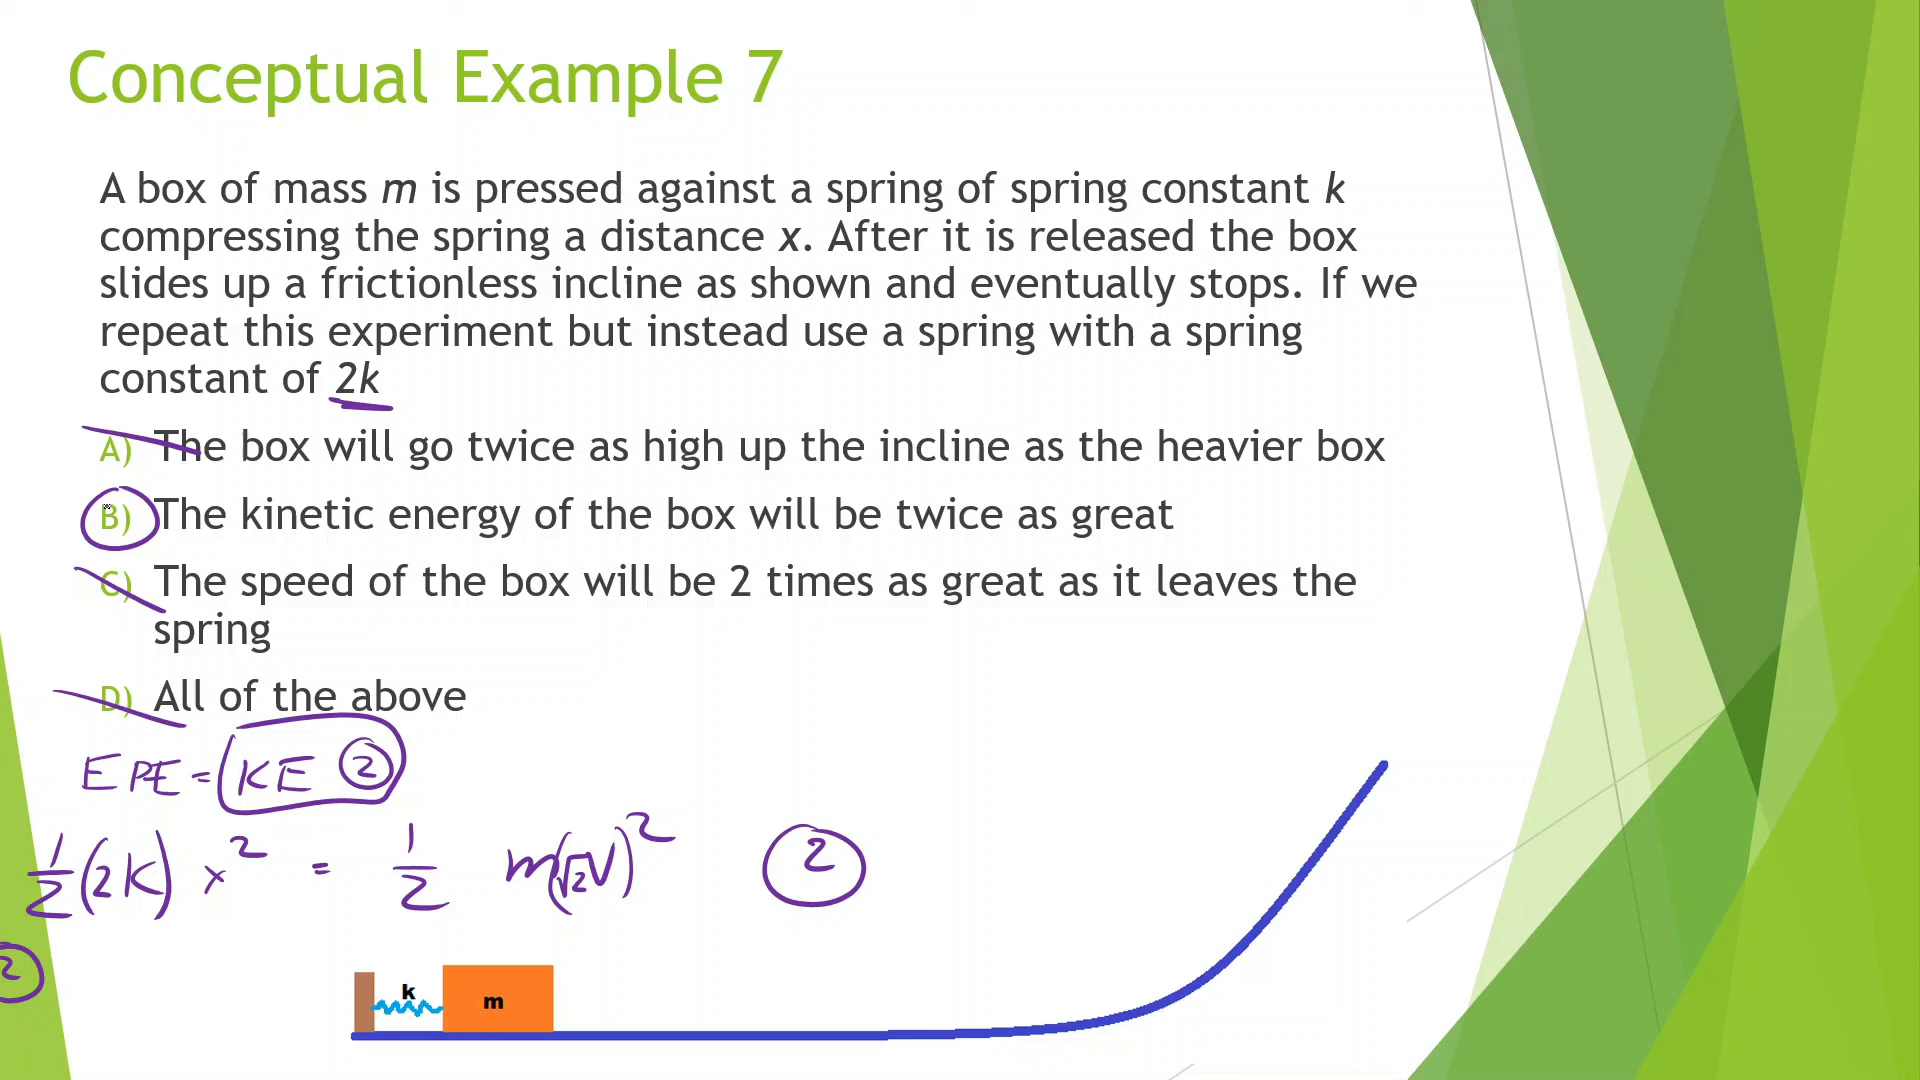 Conceptual Example 7
A box of mass m is pressed against a spring of spring constant k
compressing the spring a distance x. After it is released the box
slides up a frictionless incline as shown and eventually stops. If we
repeat this experiment but instead use a spring with a spring
constant of 2k
A) The box will go twice as high up the incline as the heavier box
B) The kinetic energy of the box will be twice as great
C) The speed of the box will be 2 times as great as it leaves the
spring
D) All of the above
EPE = KE 2
1/2 (2K) x² = 1/2 m(√2V)² 2
2
k
m